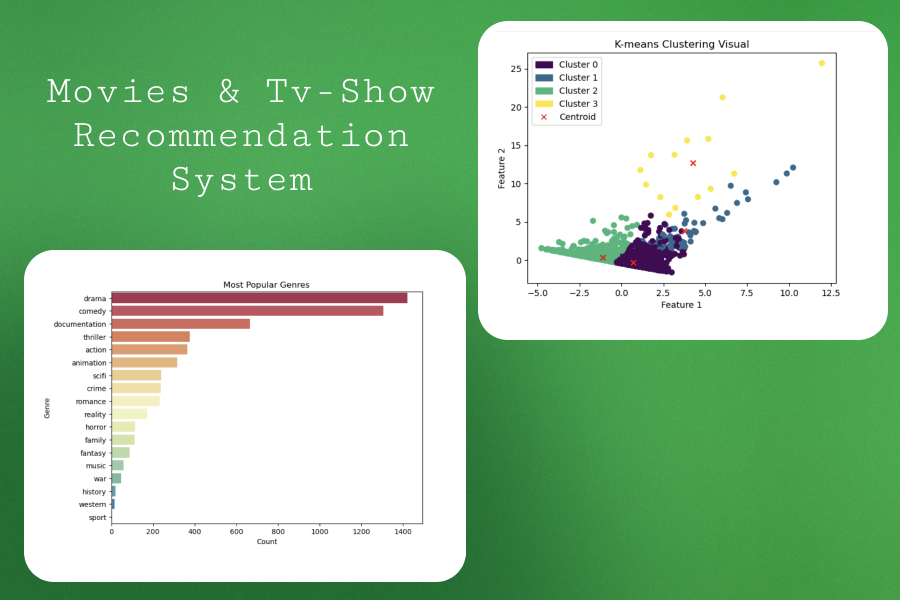 Movies & Tv-Show
Recommendation
System
K-means Clustering Visual
Cluster 0
Cluster 1
Cluster 2
Cluster 3
Centroid
Feature 2
25
20
15
10
5
0
−5.0 −2.5 0.0 2.5 5.0 7.5 10.0 12.5
Feature 1
Most Popular Genres
Genre
drama
comedy
documentation
thriller
action
animation
scifi
crime
romance
reality
horror
family
fantasy
music
war
history
western
sport
0 200 400 600 800 1000 1200 1400
Count